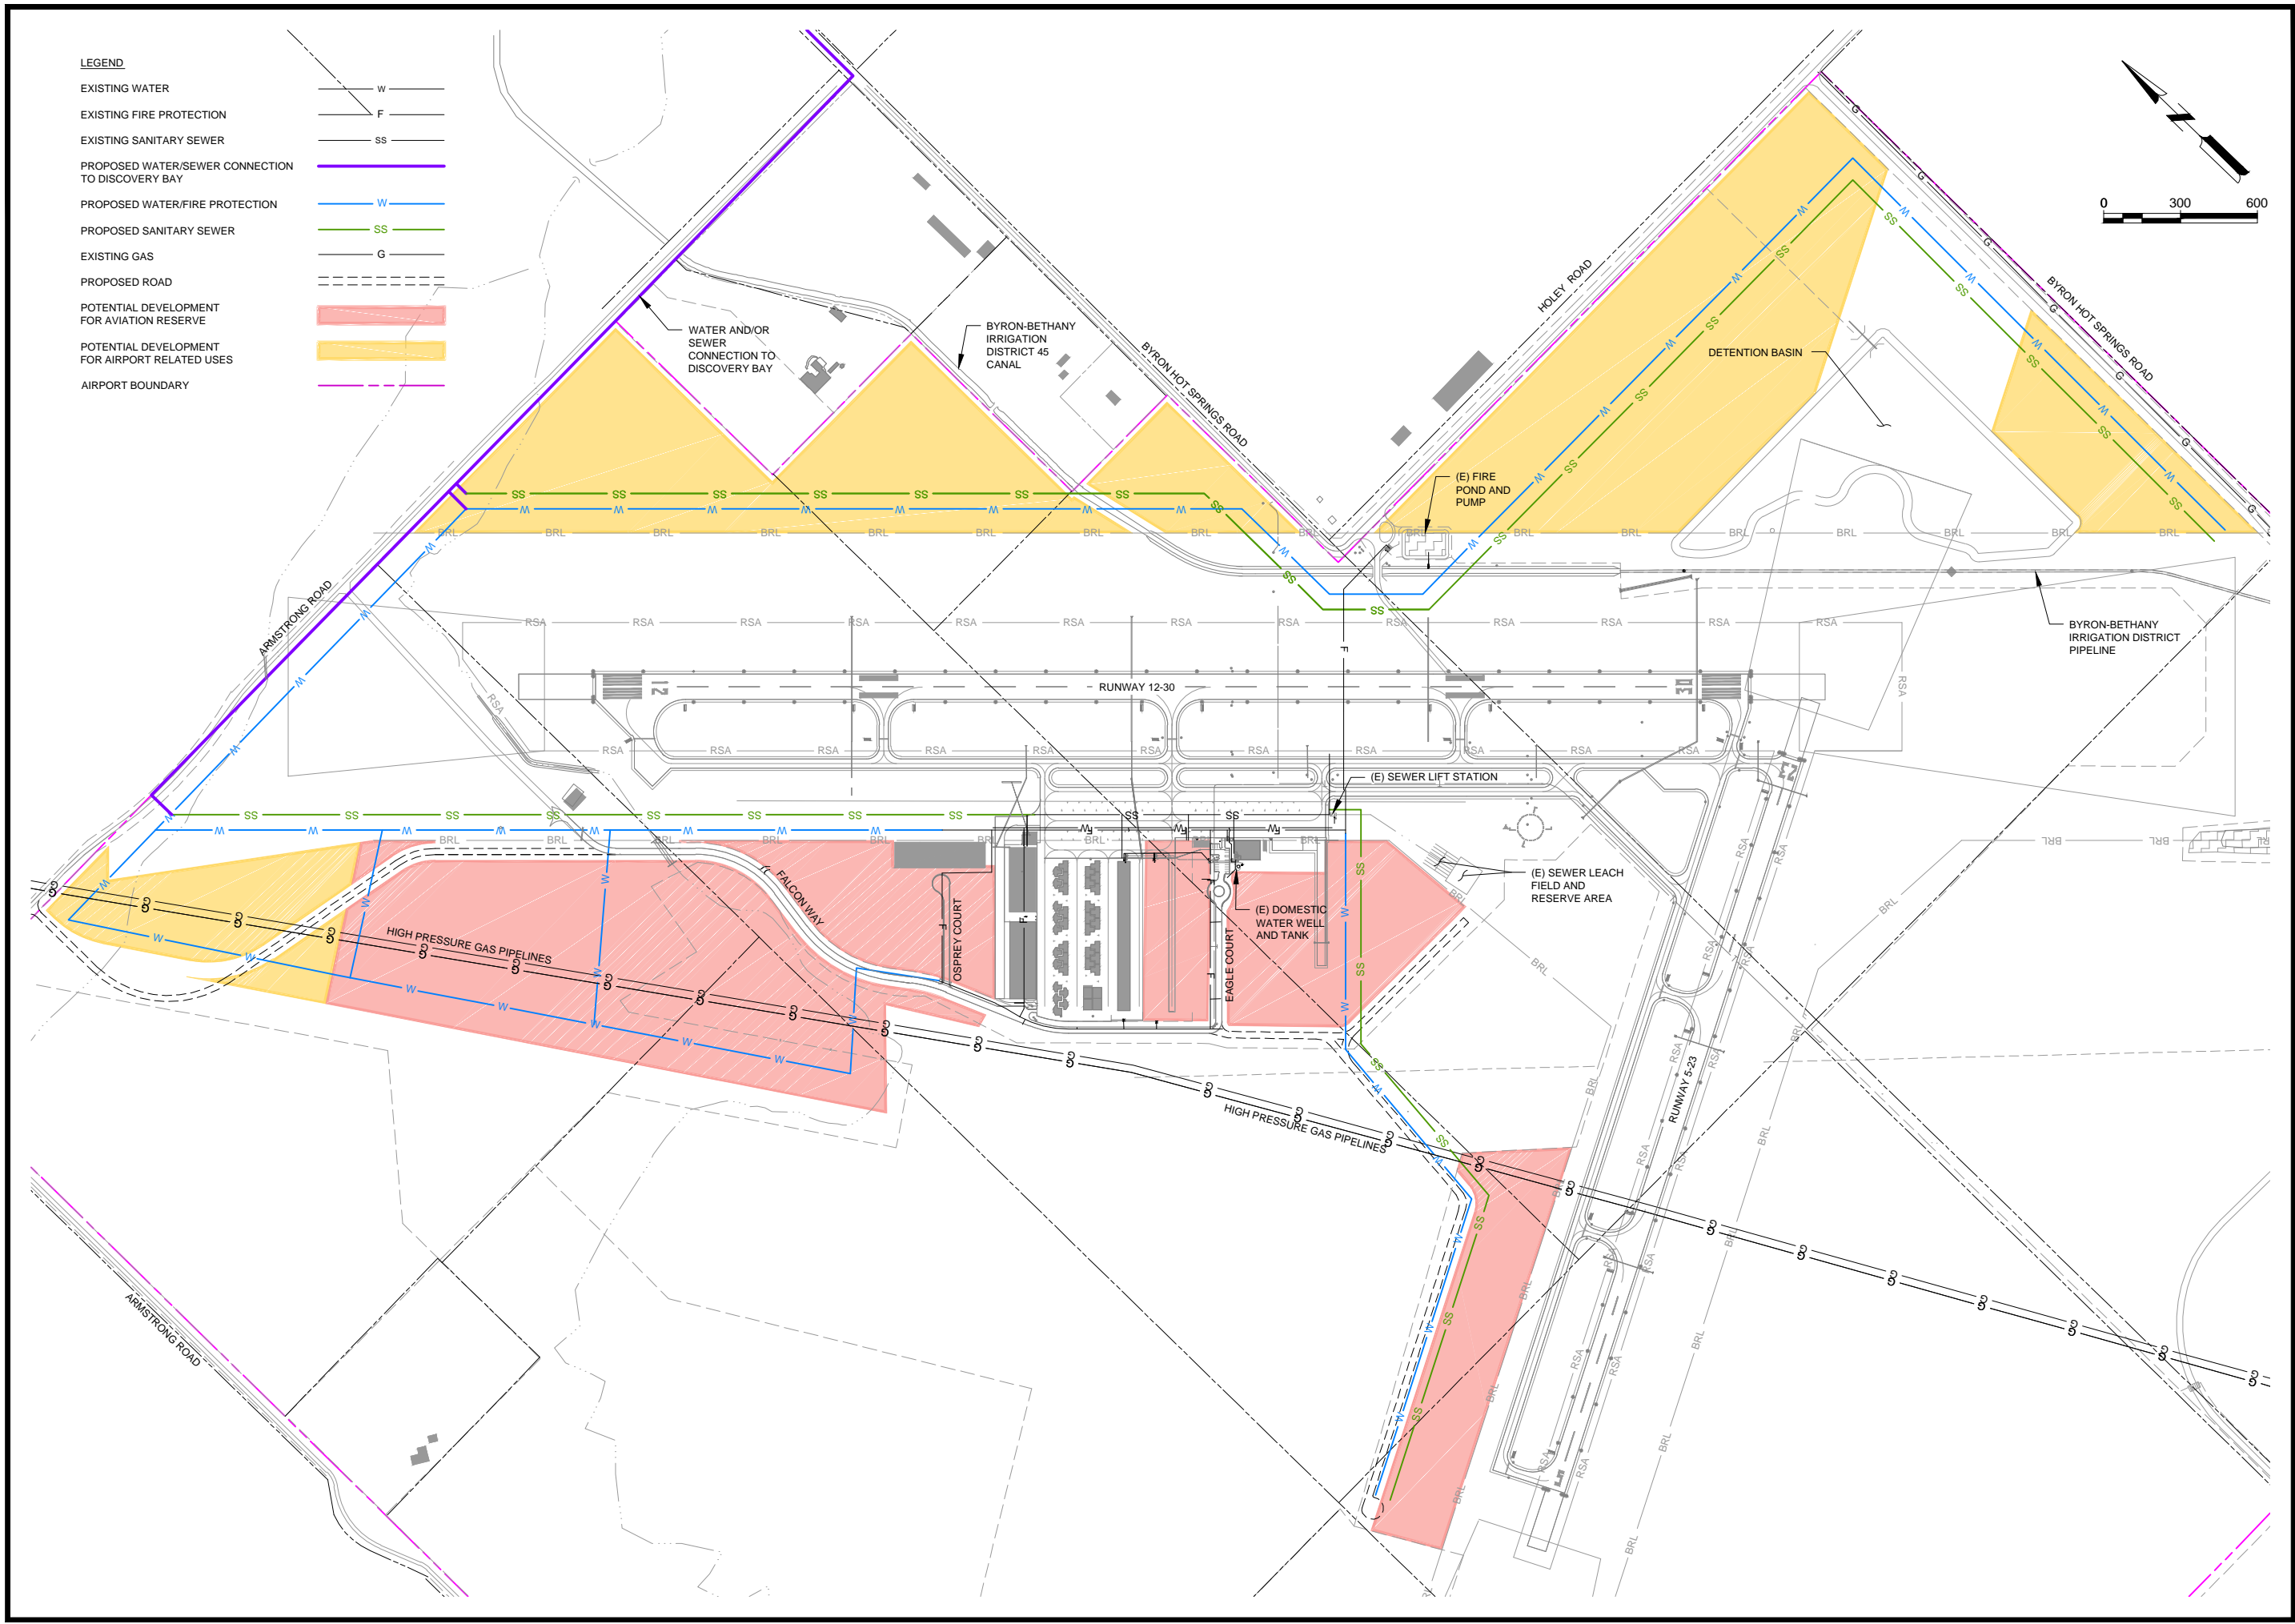 LEGEND
EXISTING WATER
W
EXISTING FIRE PROTECTION
F
EXISTING SANITARY SEWER
SS
PROPOSED WATER/SEWER CONNECTION
TO DISCOVERY BAY
PROPOSED WATER/FIRE PROTECTION
W
PROPOSED SANITARY SEWER
SS
EXISTING GAS
G
PROPOSED ROAD
POTENTIAL DEVELOPMENT
FOR AVIATION RESERVE
POTENTIAL DEVELOPMENT
FOR AIRPORT RELATED USES
AIRPORT BOUNDARY
N
0 300 600
WATER AND/OR
SEWER
CONNECTION TO
DISCOVERY BAY
BYRON-BETHANY
IRRIGATION
DISTRICT 45
CANAL
BYRON HOT SPRINGS ROAD
HOLEY ROAD
BYRON HOT SPRINGS ROAD
DETENTION BASIN
(E) FIRE
POND AND
PUMP
ARMSTRONG ROAD
BYRON-BETHANY
IRRIGATION DISTRICT
PIPELINE
RUNWAY 12-30
12
30
23
(E) SEWER LIFT STATION
(E) SEWER LEACH
FIELD AND
RESERVE AREA
(E) DOMESTIC
WATER WELL
AND TANK
FALCON WAY
OSPREY COURT
EAGLE COURT
HIGH PRESSURE GAS PIPELINES
HIGH PRESSURE GAS PIPELINES
RUNWAY 5-23
5
ARMSTRONG ROAD
BRL
RSA